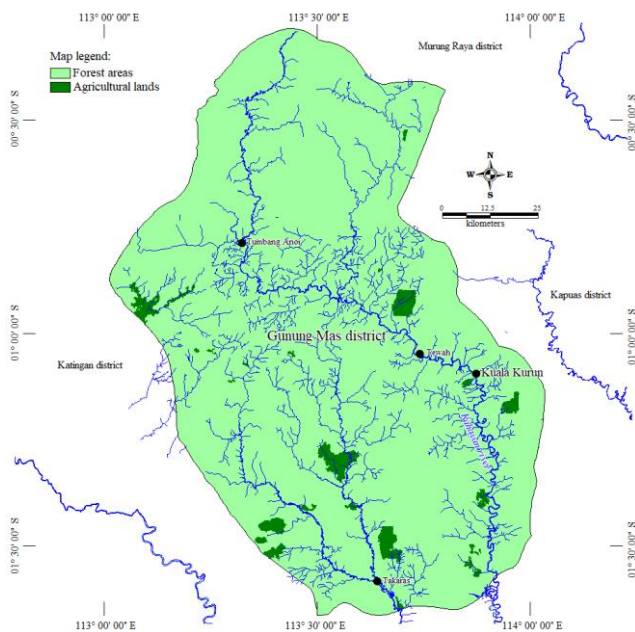 113° 00' 00" E
113° 30' 00" E
114° 00' 00" E
Murung Raya district
Map legend:
Forest areas
Agricultural lands
00° 30' 00" S
00° 30' 00" S
N
W
E
S
0
12.5
25
kilometers
Tumbang Anoi
Kapuas district
01° 00' 00" S
01° 00' 00" S
Gunung Mas district
Tewah
Katingan district
Kuala Kurun
01° 30' 00" S
01° 30' 00" S
Takaras
113° 00' 00" E
113° 30' 00" E
114° 00' 00" E